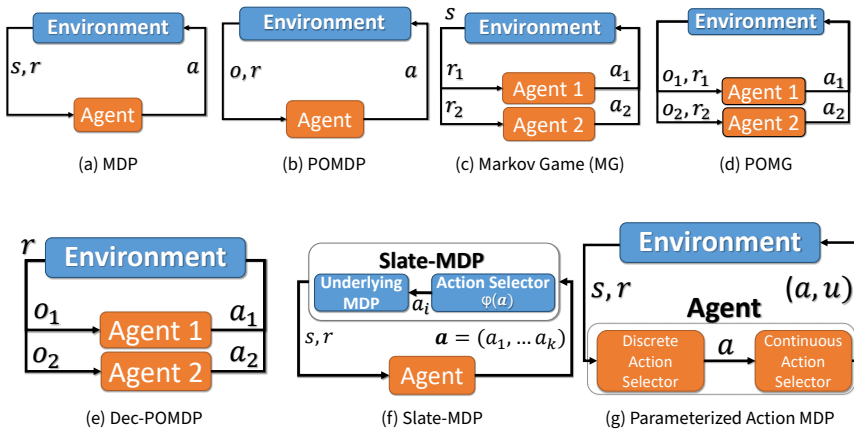 Environment
s, r
a
Agent
(a) MDP
Environment
o, r
a
Agent
(b) POMDP
s
Environment
r₁
Agent 1
a₁
r₂
Agent 2
a₂
(c) Markov Game (MG)
Environment
o₁, r₁
Agent 1
a₁
o₂, r₂
Agent 2
a₂
(d) POMG
r
Environment
o₁
Agent 1
a₁
o₂
Agent 2
a₂
(e) Dec-POMDP
Slate-MDP
Underlying
MDP
aᵢ
Action Selector
φ(a)
s, r
a = (a₁, … aₖ)
Agent
(f) Slate-MDP
Environment
s, r
(a, u)
Agent
Discrete
Action
Selector
a
Continuous
Action
Selector
(g) Parameterized Action MDP